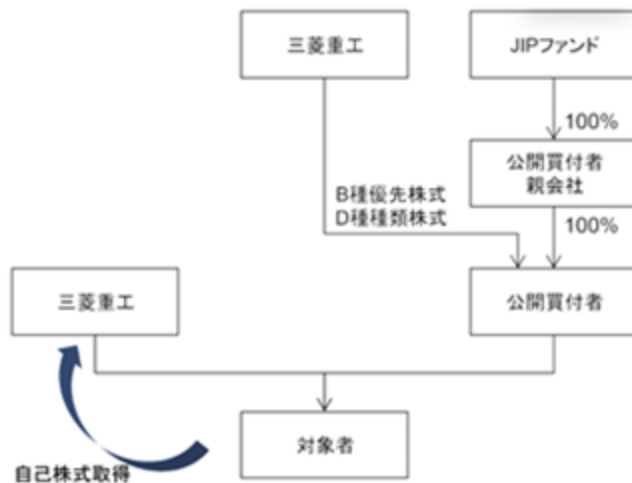 三菱重工
JIPファンド
100%
公開買付者
親会社
B種優先株式
D種種類株式
100%
三菱重工
公開買付者
対象者
自己株式取得